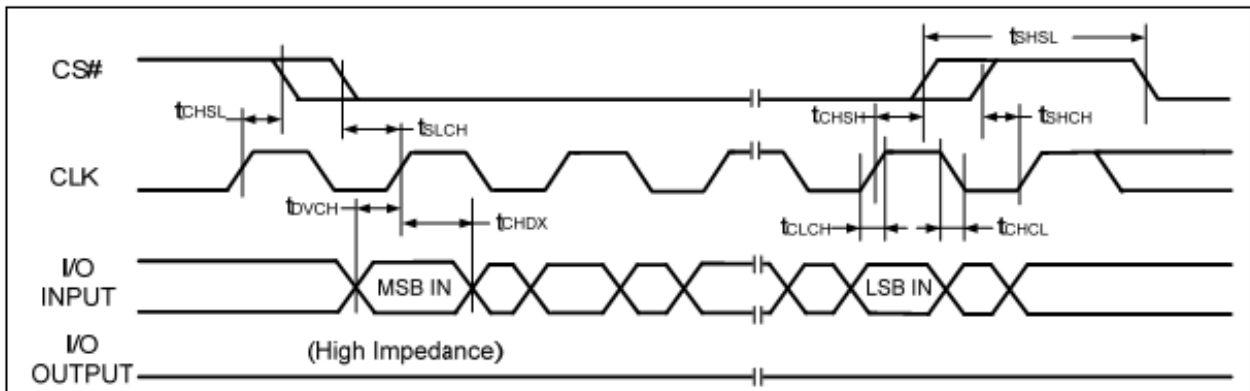 tSHSL
CS#
tCHSL
tSLCH
tCHSH
tSHCH
CLK
tDVCH
tCHDX
tCLCH
tCHCL
I/O
INPUT
MSB IN
LSB IN
I/O
OUTPUT
(High Impedance)